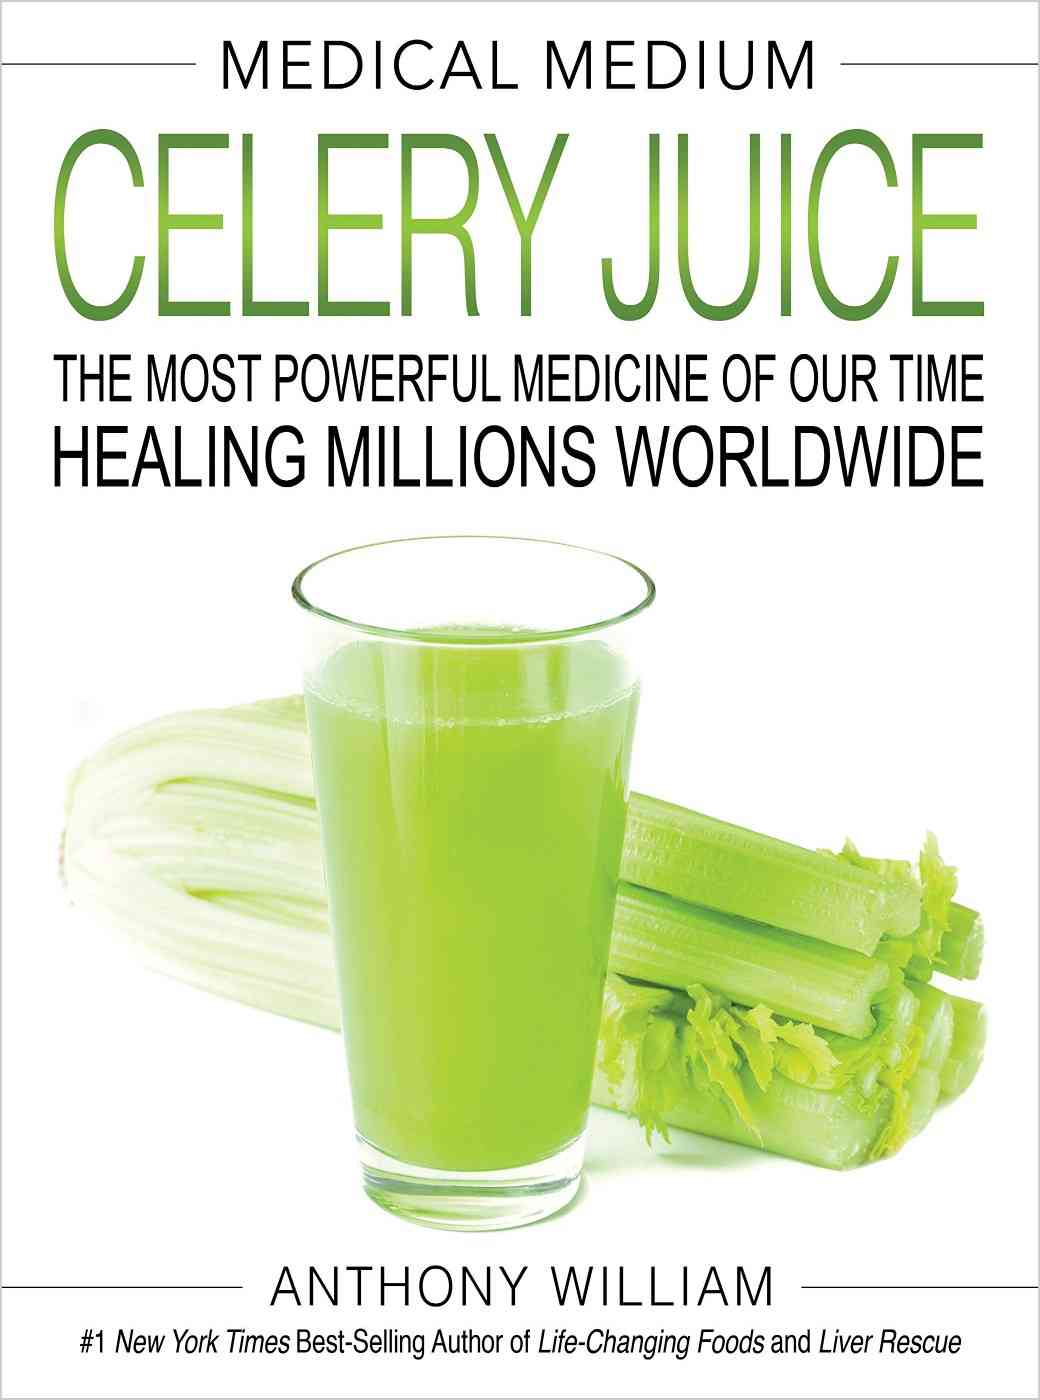 MEDICAL MEDIUM
CELERY JUICE
THE MOST POWERFUL MEDICINE OF OUR TIME
HEALING MILLIONS WORLDWIDE
ANTHONY WILLIAM
#1 New York Times Best-Selling Author of Life-Changing Foods and Liver Rescue